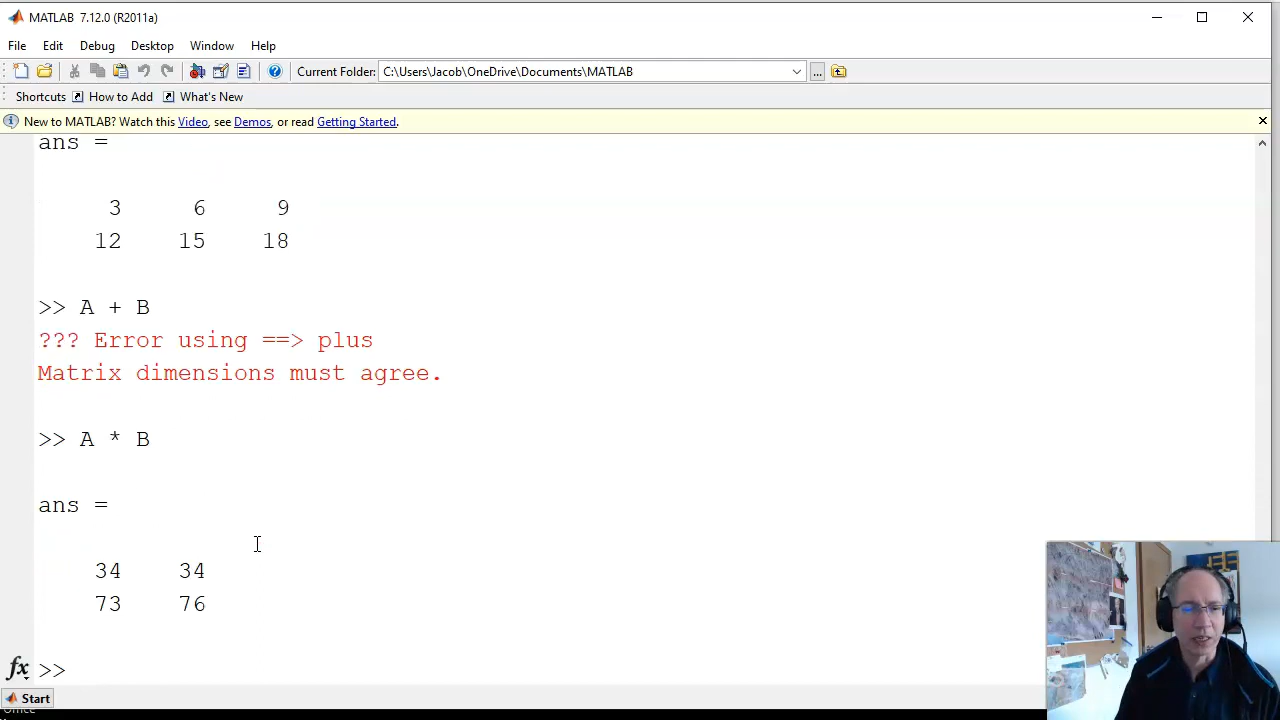 MATLAB 7.12.0 (R2011a)
File Edit Debug Desktop Window Help
Current Folder: C:\Users\Jacob\OneDrive\Documents\MATLAB ...
Shortcuts How to Add What's New
New to MATLAB? Watch this Video, see Demos, or read Getting Started.
ans =
3 6 9
12 15 18
>> A + B
??? Error using ==> plus
Matrix dimensions must agree.
>> A * B
ans =
34 34
73 76
fx >>
Start
Office